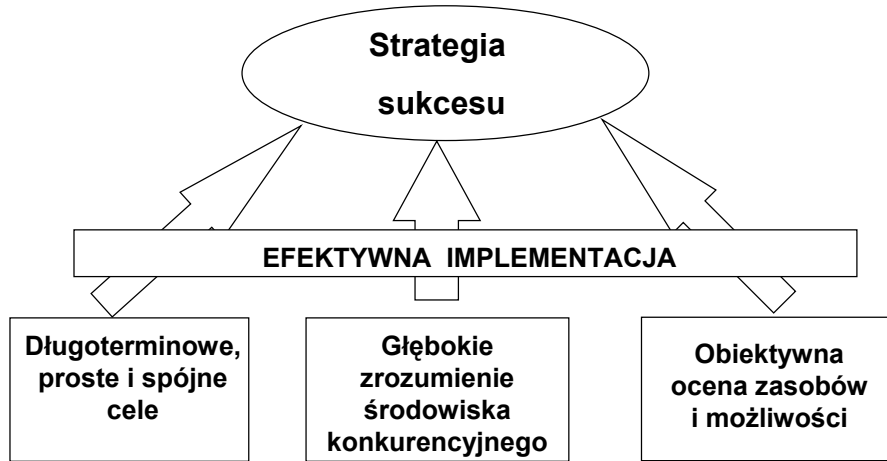 Strategia
sukcesu
EFEKTYWNA IMPLEMENTACJA
Długoterminowe,
proste i spójne
cele
Głębokie
zrozumienie
środowiska
konkurencyjnego
Obiektywna
ocena zasobów
i możliwości